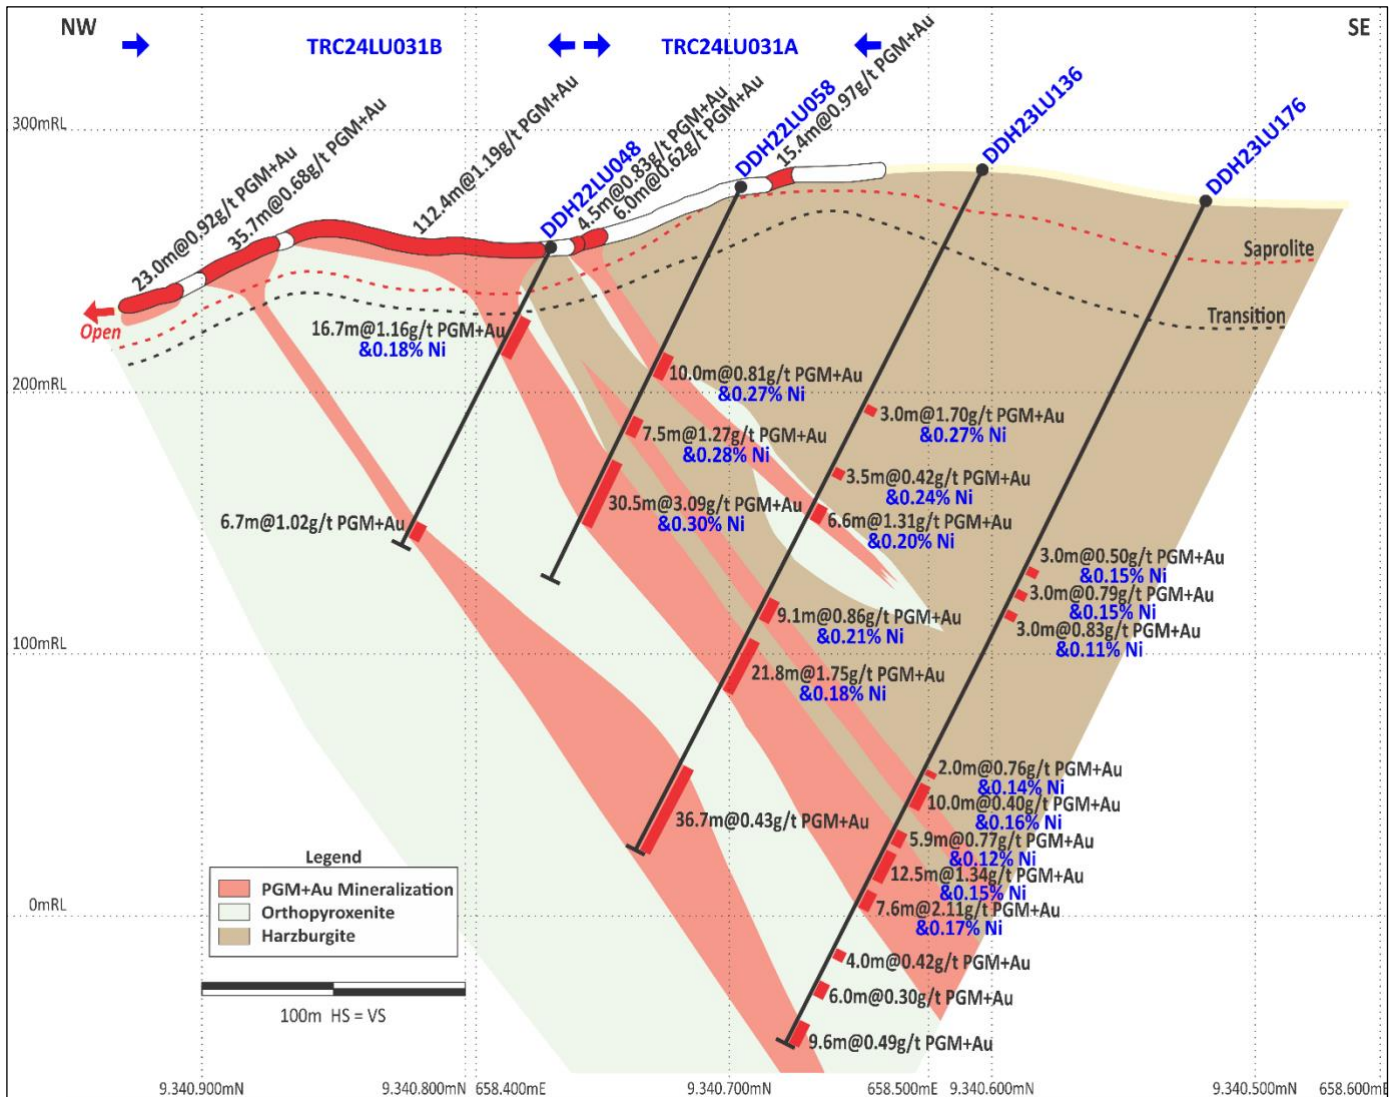 NW
SE
TRC24LU031B
TRC24LU031A
23.0m@0.92g/t PGM+Au
35.7m@0.68g/t PGM+Au
112.4m@1.19g/t PGM+Au
DDH22LU048
4.5m@0.83g/t PGM+Au
6.0m@0.62g/t PGM+Au
DDH22LU058
15.4m@0.97g/t PGM+Au
DDH23LU136
DDH23LU176
300mRL
Saprolite
Transition
Open
16.7m@1.16g/t PGM+Au
&0.18% Ni
10.0m@0.81g/t PGM+Au
&0.27% Ni
200mRL
3.0m@1.70g/t PGM+Au
&0.27% Ni
7.5m@1.27g/t PGM+Au
&0.28% Ni
3.5m@0.42g/t PGM+Au
&0.24% Ni
30.5m@3.09g/t PGM+Au
&0.30% Ni
6.6m@1.31g/t PGM+Au
&0.20% Ni
6.7m@1.02g/t PGM+Au
3.0m@0.50g/t PGM+Au
&0.15% Ni
3.0m@0.79g/t PGM+Au
&0.15% Ni
3.0m@0.83g/t PGM+Au
&0.11% Ni
9.1m@0.86g/t PGM+Au
&0.21% Ni
100mRL
21.8m@1.75g/t PGM+Au
&0.18% Ni
2.0m@0.76g/t PGM+Au
&0.14% Ni
10.0m@0.40g/t PGM+Au
&0.16% Ni
36.7m@0.43g/t PGM+Au
5.9m@0.77g/t PGM+Au
&0.12% Ni
12.5m@1.34g/t PGM+Au
&0.15% Ni
7.6m@2.11g/t PGM+Au
&0.17% Ni
0mRL
4.0m@0.42g/t PGM+Au
6.0m@0.30g/t PGM+Au
9.6m@0.49g/t PGM+Au
Legend
PGM+Au Mineralization
Orthopyroxenite
Harzburgite
100m HS = VS
9.340.900mN
9.340.800mN
658.400mE
9.340.700mN
658.500mE
9.340.600mN
9.340.500mN
658.600mE